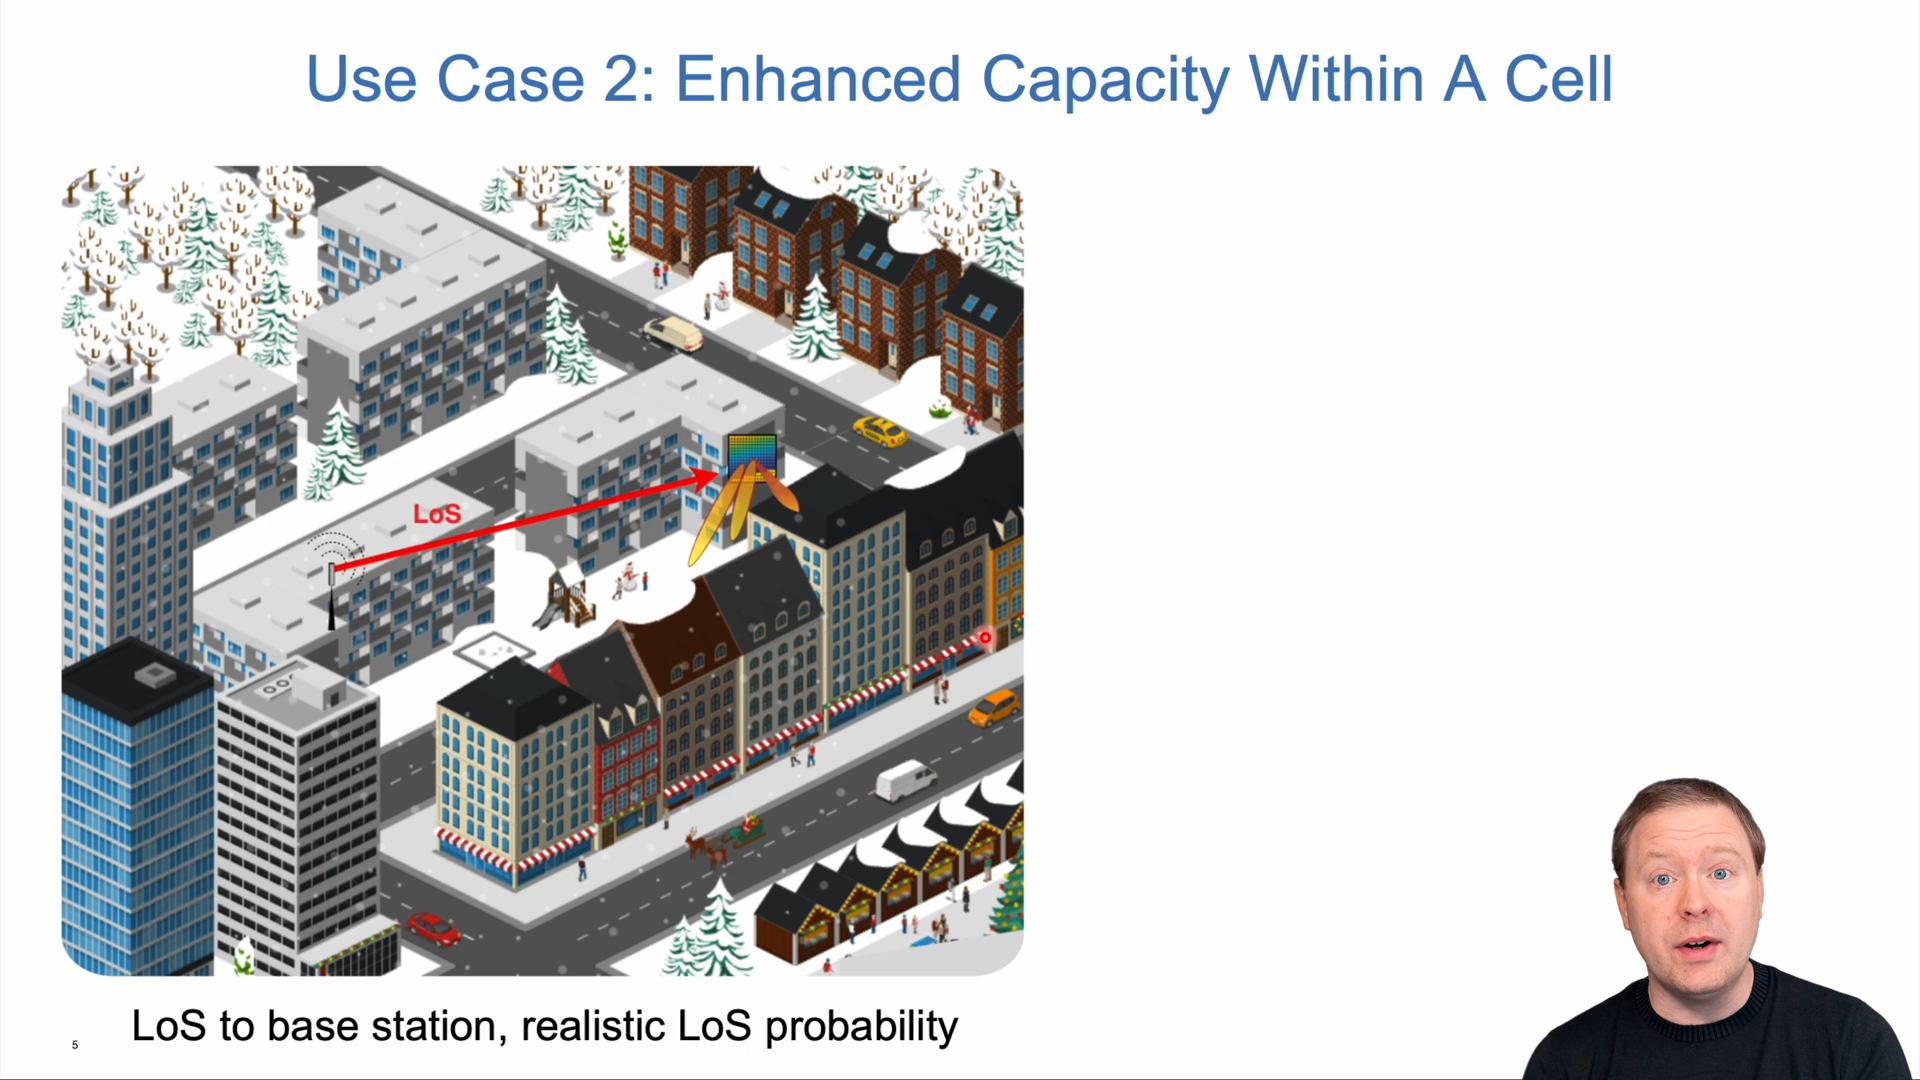 Use Case 2: Enhanced Capacity Within A Cell
LoS
LoS to base station, realistic LoS probability
5